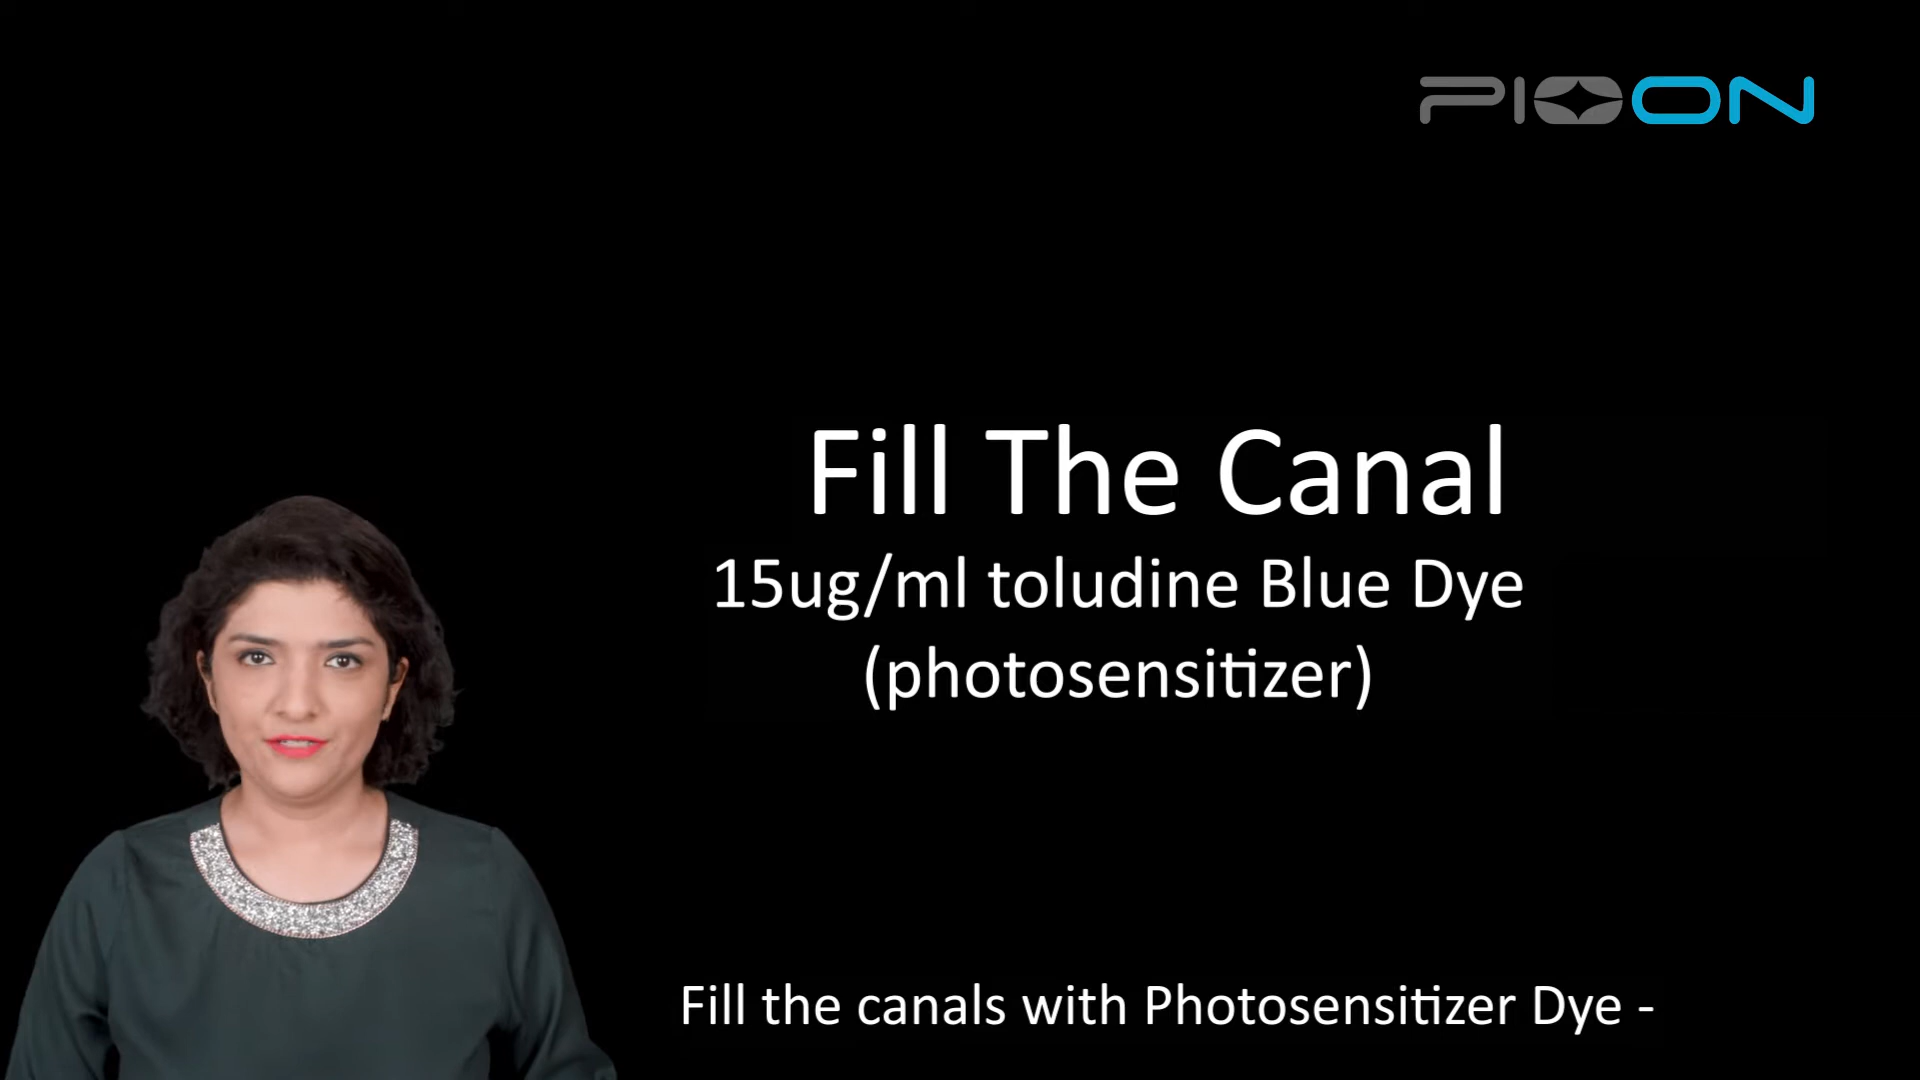 PIOON
Fill The Canal
15ug/ml toludine Blue Dye
(photosensitizer)
Fill the canals with Photosensitizer Dye -